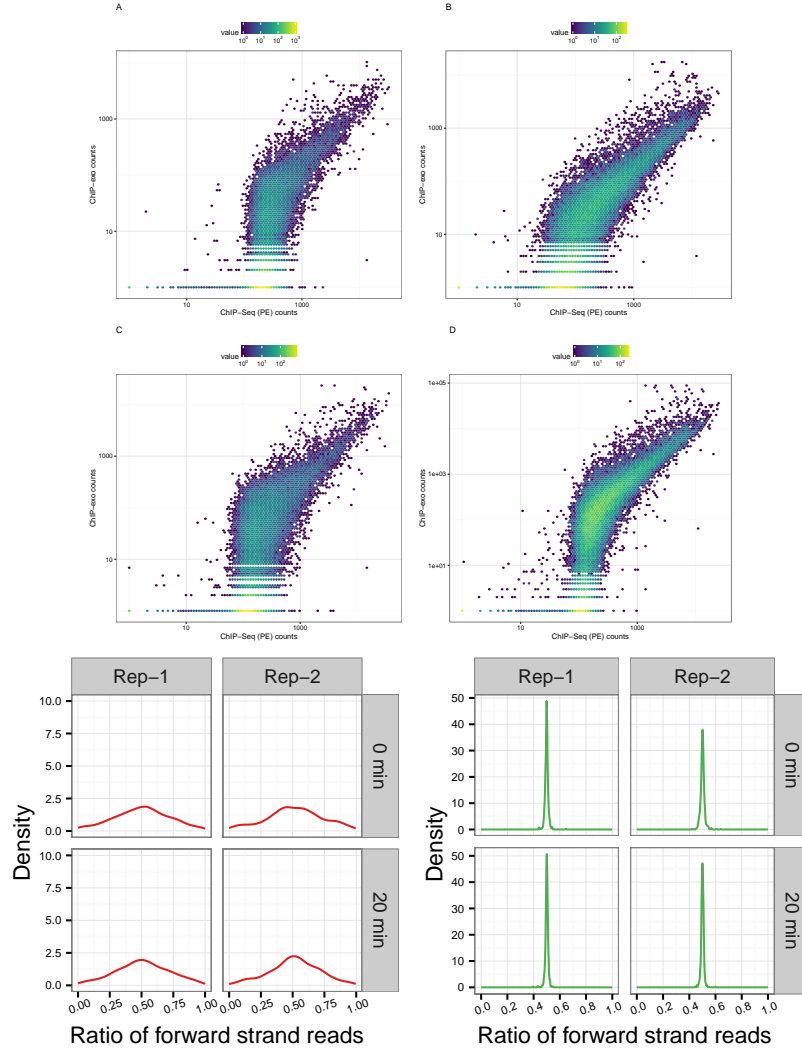 A
B
value 10⁰ 10¹ 10² 10³
value 10⁰ 10¹ 10²
ChIP−exo counts
1000
10
10
1000
ChIP−Seq (PE) counts
ChIP−exo counts
1000
10
10
1000
ChIP−Seq (PE) counts
C
D
value 10⁰ 10¹ 10²
value 10⁰ 10¹ 10²
ChIP−exo counts
1000
10
10
1000
ChIP−Seq (PE) counts
ChIP−exo counts
1e+05
1e+03
1e+01
10
1000
ChIP−Seq (PE) counts
Rep−1
Rep−2
0 min
20 min
Density
10.0
7.5
5.0
2.5
0.0
10.0
7.5
5.0
2.5
0.0
0.00 0.25 0.50 0.75 1.00
0.00 0.25 0.50 0.75 1.00
Ratio of forward strand reads
Rep−1
Rep−2
0 min
20 min
Density
50
40
30
20
10
0
50
40
30
20
10
0
0.0 0.2 0.4 0.6 0.8 1.0
0.0 0.2 0.4 0.6 0.8 1.0
Ratio of forward strand reads